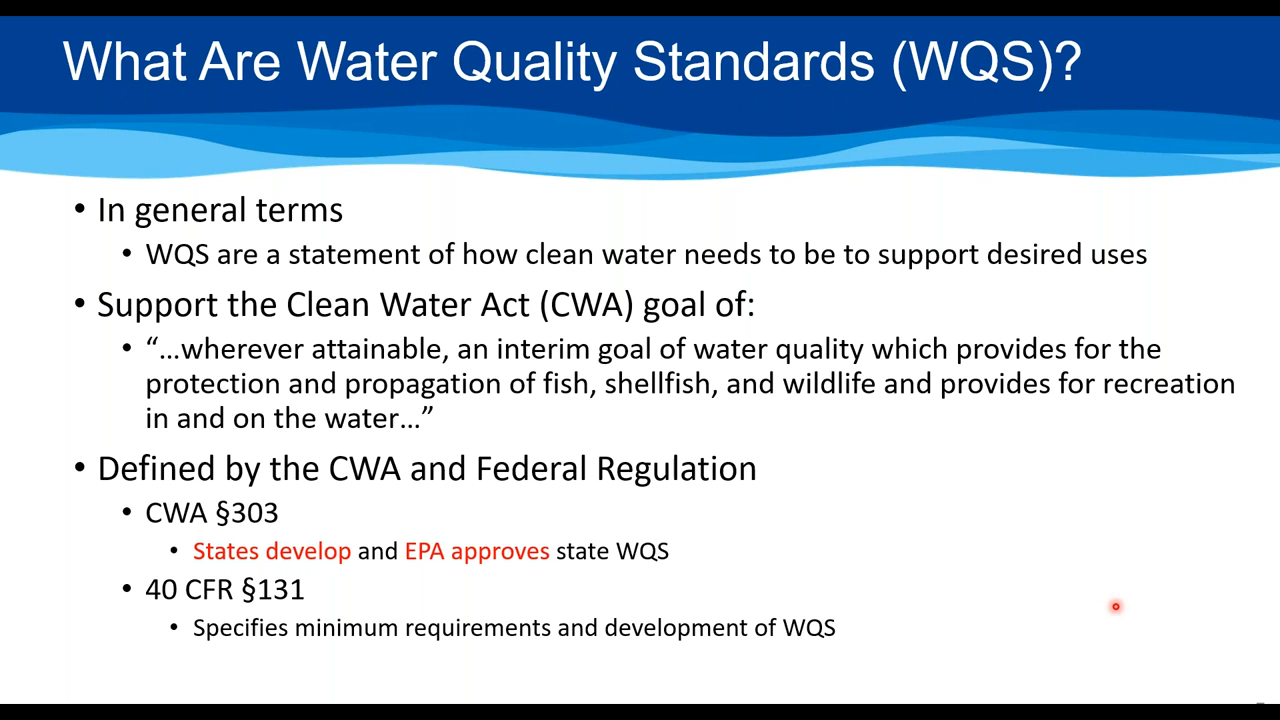 What Are Water Quality Standards (WQS)?
• In general terms
• WQS are a statement of how clean water needs to be to support desired uses
• Support the Clean Water Act (CWA) goal of:
• “…wherever attainable, an interim goal of water quality which provides for the
protection and propagation of fish, shellfish, and wildlife and provides for recreation
in and on the water…”
• Defined by the CWA and Federal Regulation
• CWA §303
• States develop and EPA approves state WQS
• 40 CFR §131
• Specifies minimum requirements and development of WQS